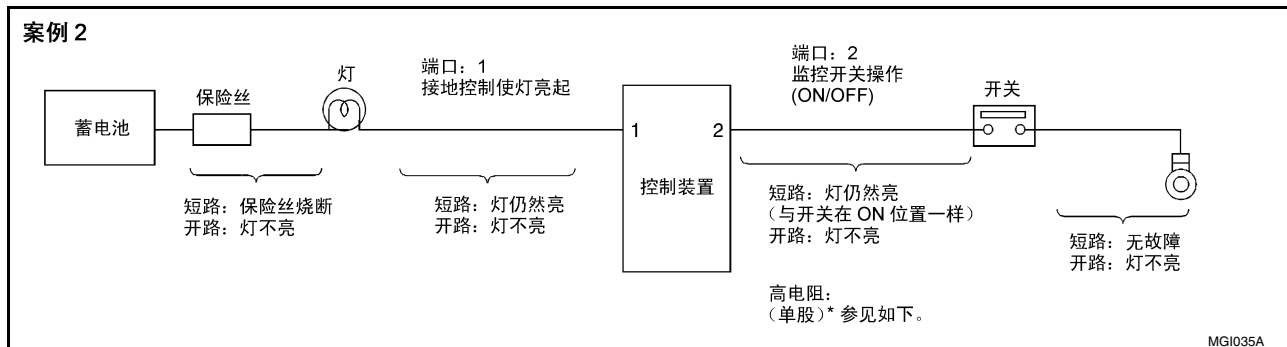 案例 2
蓄电池
保险丝
灯
端口：1
接地控制使灯亮起
端口：2
监控开关操作
(ON/OFF)
开关
1
2
控制装置
短路：保险丝烧断
开路：灯不亮
短路：灯仍然亮
开路：灯不亮
短路：灯仍然亮
（与开关在 ON 位置一样）
开路：灯不亮
高电阻：
（单股）* 参见如下。
短路：无故障
开路：灯不亮
MGI035A